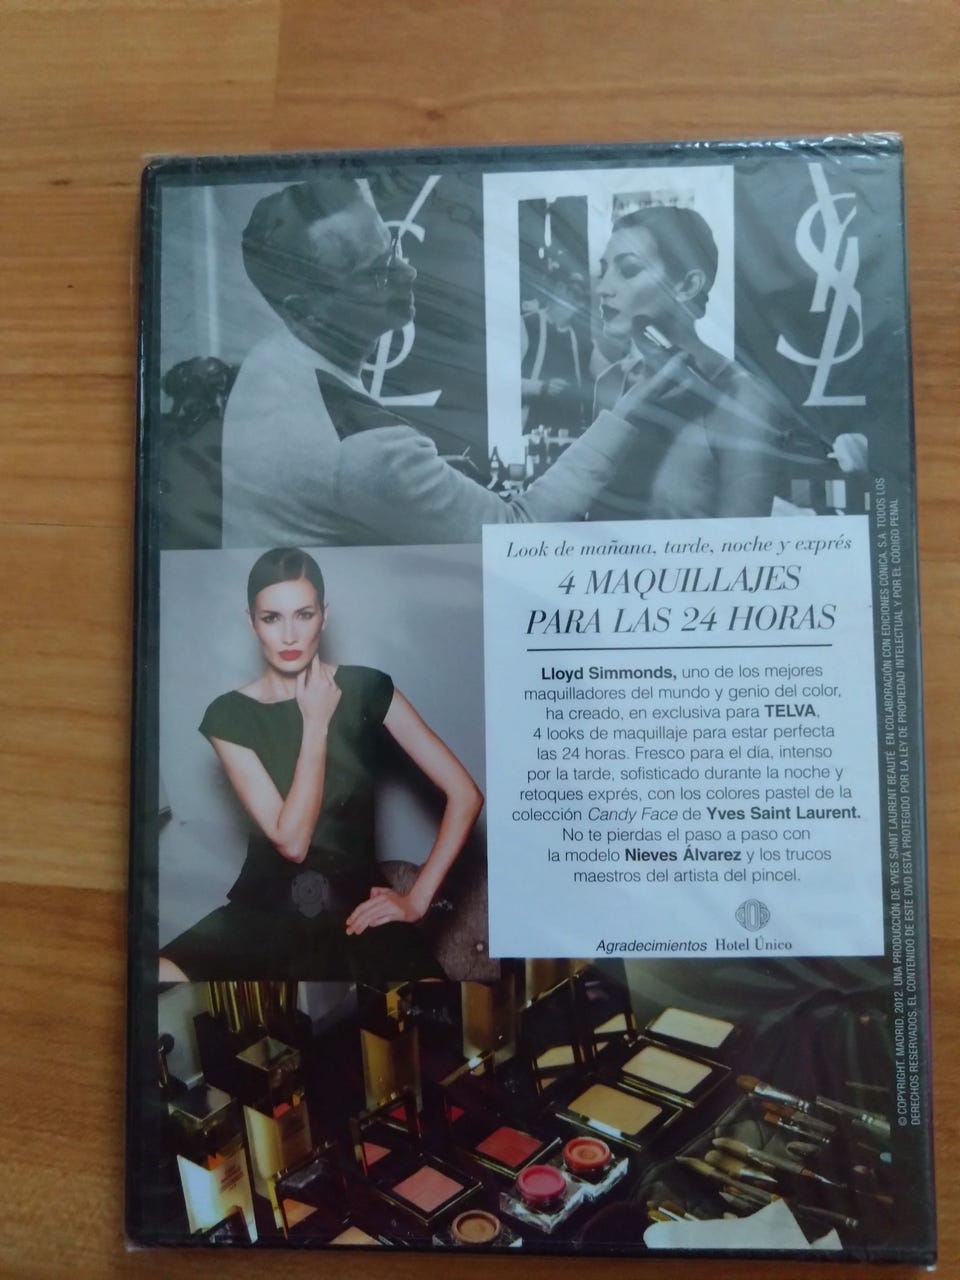 YSL
YSL
Look de mañana, tarde, noche y exprés
4 MAQUILLAJES
PARA LAS 24 HORAS
Lloyd Simmonds, uno de los mejores
maquilladores del mundo y genio del color,
ha creado, en exclusiva para TELVA,
4 looks de maquillaje para estar perfecta
las 24 horas. Fresco para el día, intenso
por la tarde, sofisticado durante la noche y
retoques exprés, con los colores pastel de la
colección Candy Face de Yves Saint Laurent.
No te pierdas el paso a paso con
la modelo Nieves Álvarez y los trucos
maestros del artista del pincel.
Agradecimientos Hotel Único
© COPYRIGHT. MADRID, 2012. UNA PRODUCCIÓN DE YVES SAINT LAURENT BEAUTÉ EN COLABORACIÓN CON EDICIONES CÓNICA, S.A. TODOS LOS
DERECHOS RESERVADOS. EL CONTENIDO DE ESTE DVD ESTÁ PROTEGIDO POR LA LEY DE PROPIEDAD INTELECTUAL Y POR EL CÓDIGO PENAL